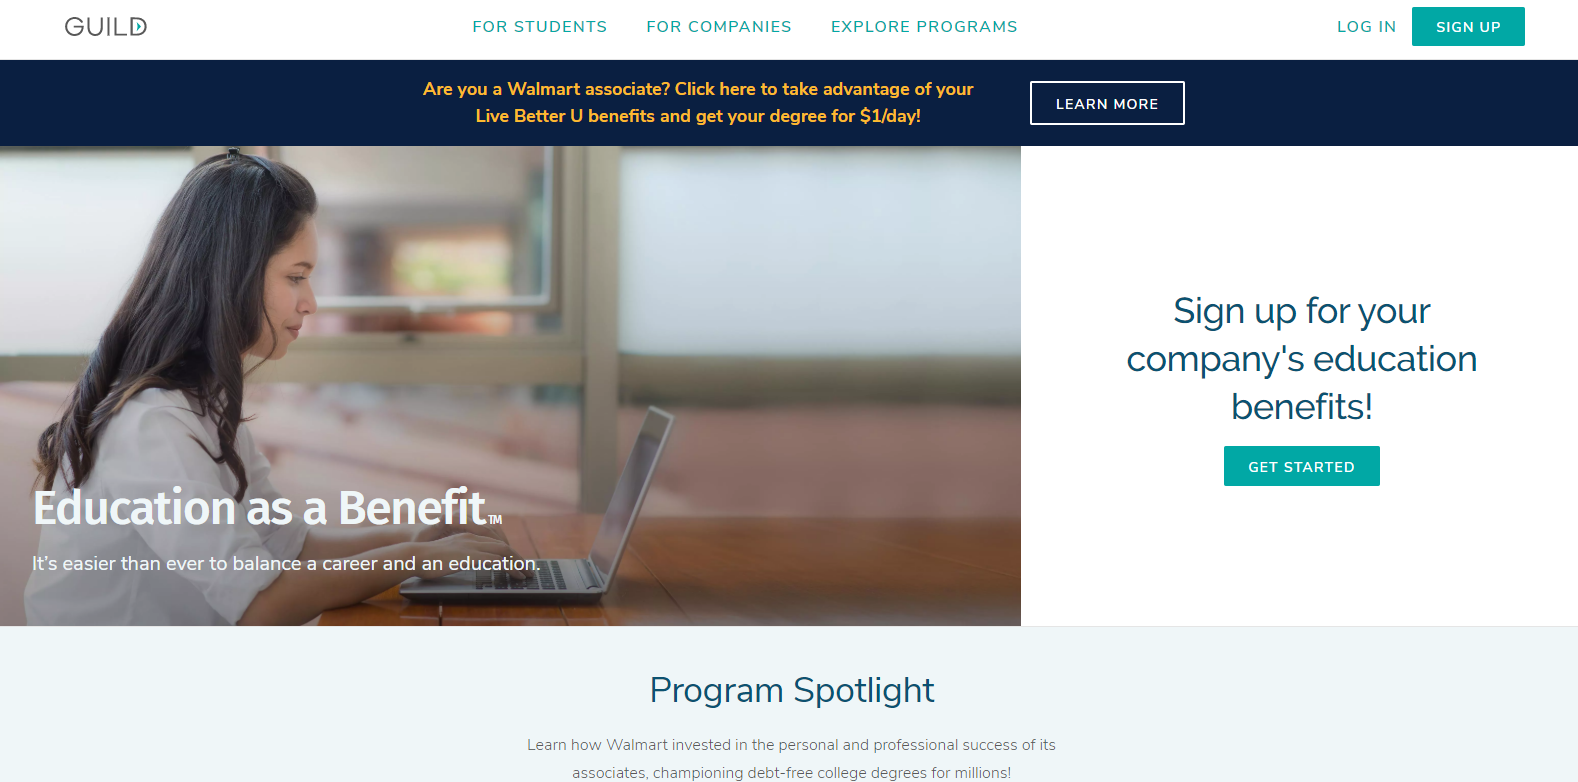 GUILD
FOR STUDENTS
FOR COMPANIES
EXPLORE PROGRAMS
LOG IN
SIGN UP
Are you a Walmart associate? Click here to take advantage of your
Live Better U benefits and get your degree for $1/day!
LEARN MORE
Education as a Benefit™
It's easier than ever to balance a career and an education.
Sign up for your
company's education
benefits!
GET STARTED
Program Spotlight
Learn how Walmart invested in the personal and professional success of its
associates, championing debt-free college degrees for millions!